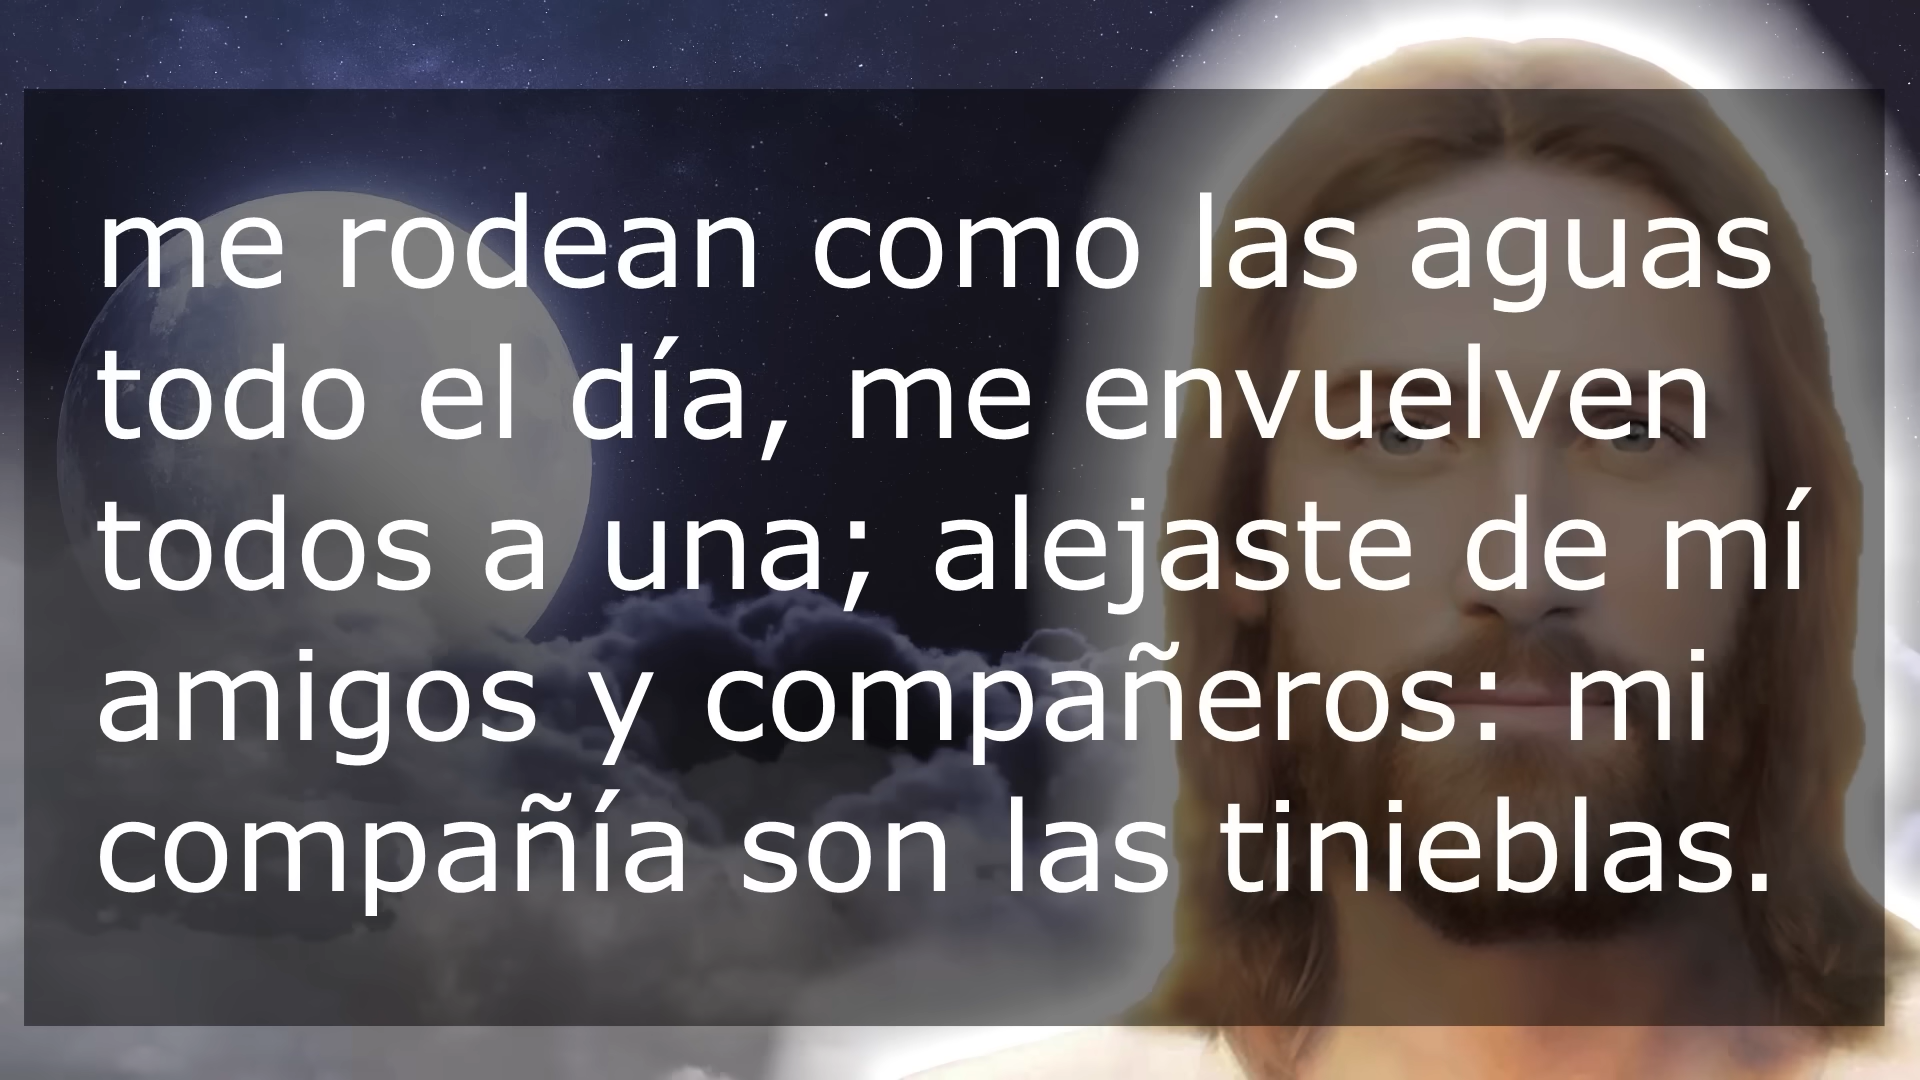 me rodean como las aguas
todo el día, me envuelven
todos a una; alejaste de mí
amigos y compañeros: mi
compañía son las tinieblas.